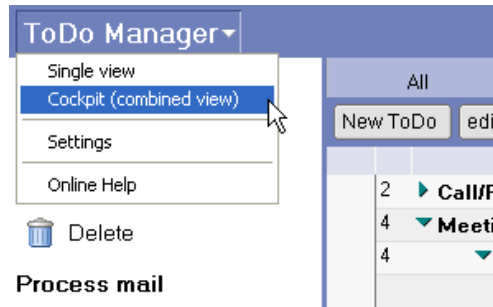 ToDo Manager
Single view
Cockpit (combined view)
Settings
Online Help
Delete
Process mail
All
New ToDo
2
4
4